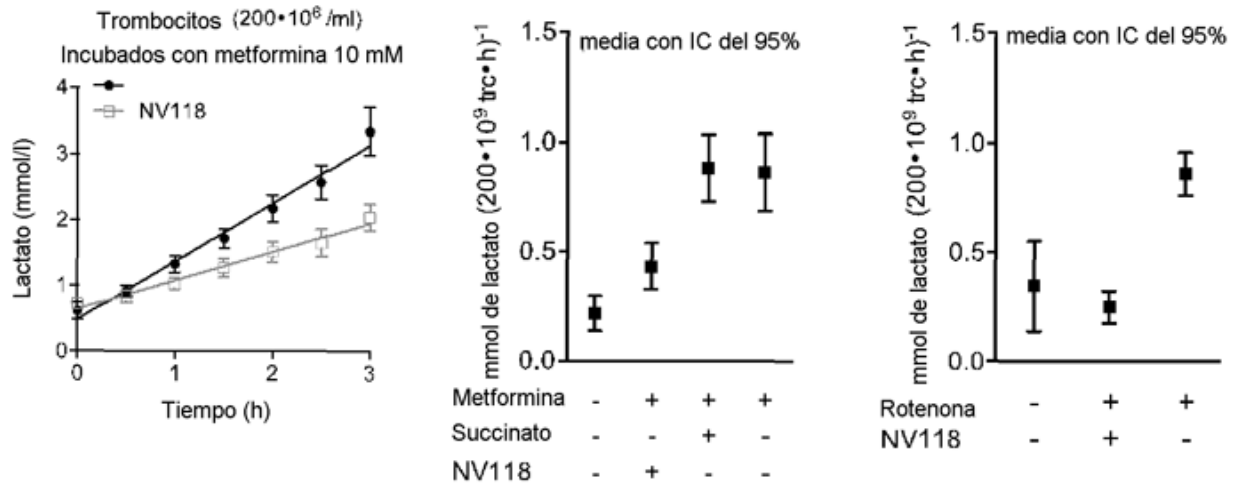 Trombocitos (200•10⁶/ml)
Incubados con metformina 10 mM
NV118
Lactato (mmol/l)
4
3
2
1
0
0 1 2 3
Tiempo (h)
media con IC del 95%
mmol de lactato (200•10⁹ trc•h)⁻¹
1.5
1.0
0.5
0.0
Metformina - + + +
Succinato - - + -
NV118 - + - -
media con IC del 95%
mmol de lactato (200•10⁹ trc•h)⁻¹
1.5
1.0
0.5
0.0
Rotenona - + +
NV118 - + -